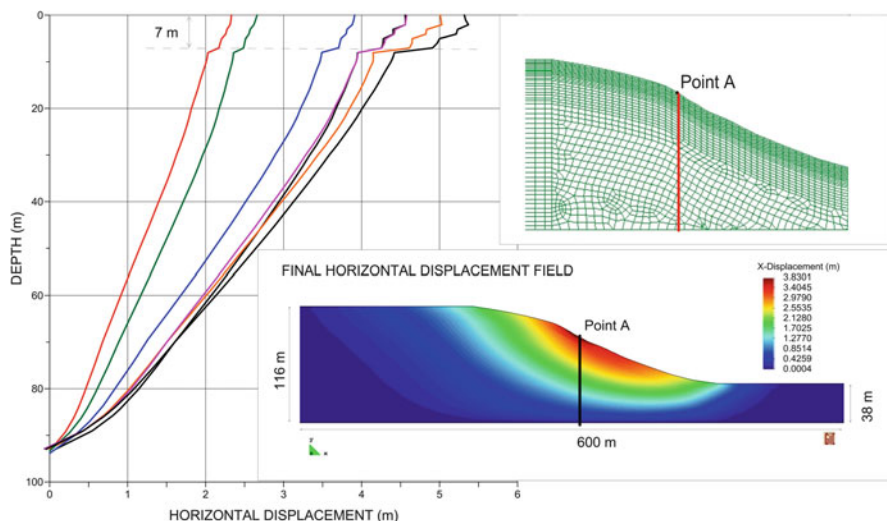 0
20
40
60
80
100
DEPTH (m)
7 m
0 1 2 3 4 5 6
HORIZONTAL DISPLACEMENT (m)
Point A
FINAL HORIZONTAL DISPLACEMENT FIELD
X-Displacement (m)
3.8301
3.4045
2.9790
2.5535
2.1280
1.7025
1.2770
0.8514
0.4259
0.0004
Point A
116 m
38 m
600 m